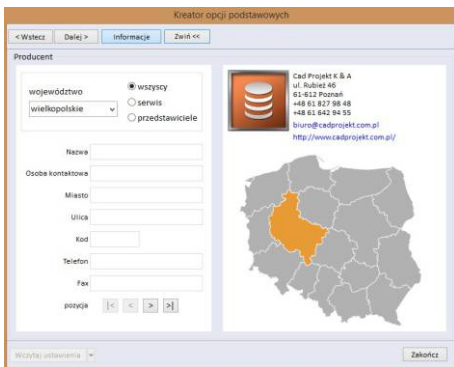 Kreator opcji podstawowych
< Wstecz Dalej > Informacje Zwiń <<
Producent
województwo
wielkopolskie
wszyscy
serwis
przedstawiciele
Nazwa
Osoba kontaktowa
Miasto
Ulica
Kod
Telefon
Fax
pozycja |< < > >|
Cad Projekt K & A
ul. Rubież 46
61-612 Poznań
+48 61 827 98 48
+48 61 642 94 55
biuro@cadprojekt.com.pl
http://www.cadprojekt.com.pl/
Wczytaj ustawienia
Zakończ